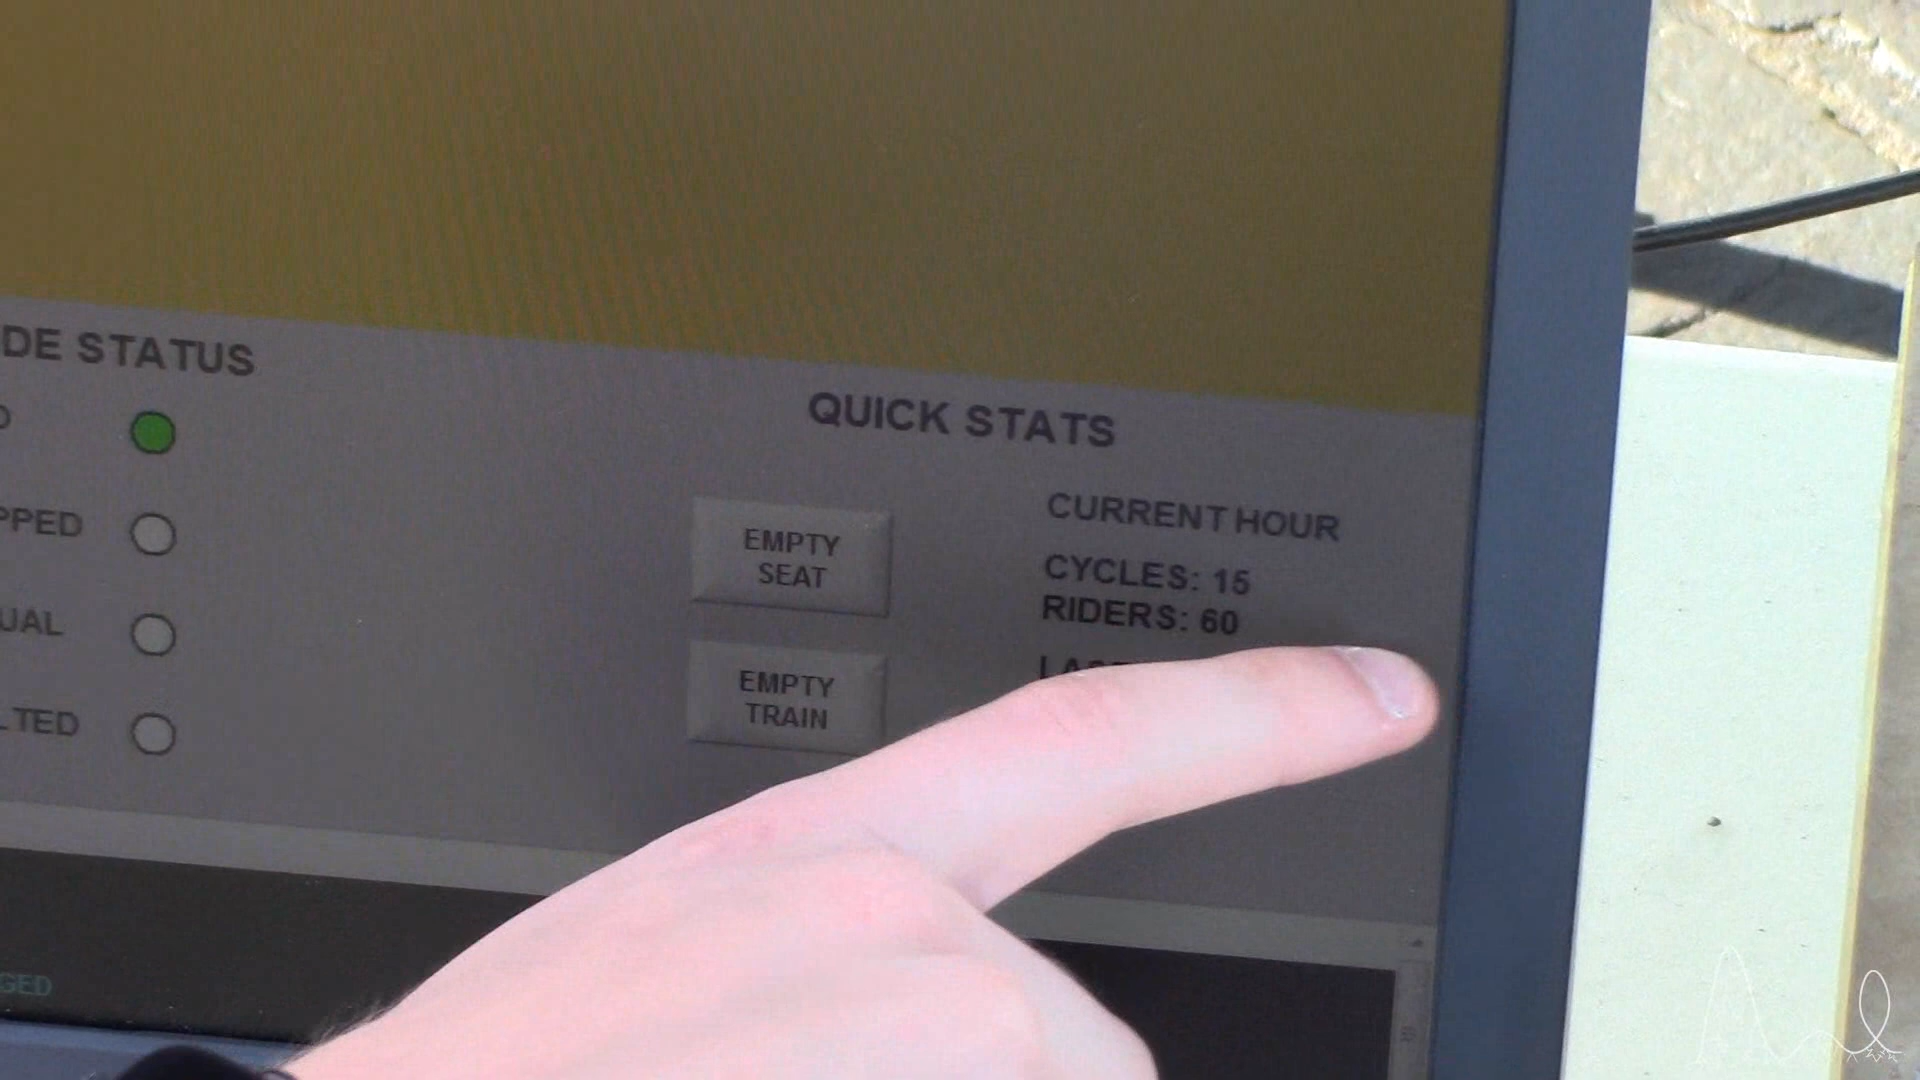 DE STATUS
PPED
UAL
LTED
QUICK STATS
EMPTY
SEAT
EMPTY
TRAIN
CURRENT HOUR
CYCLES: 15
RIDERS: 60
GED